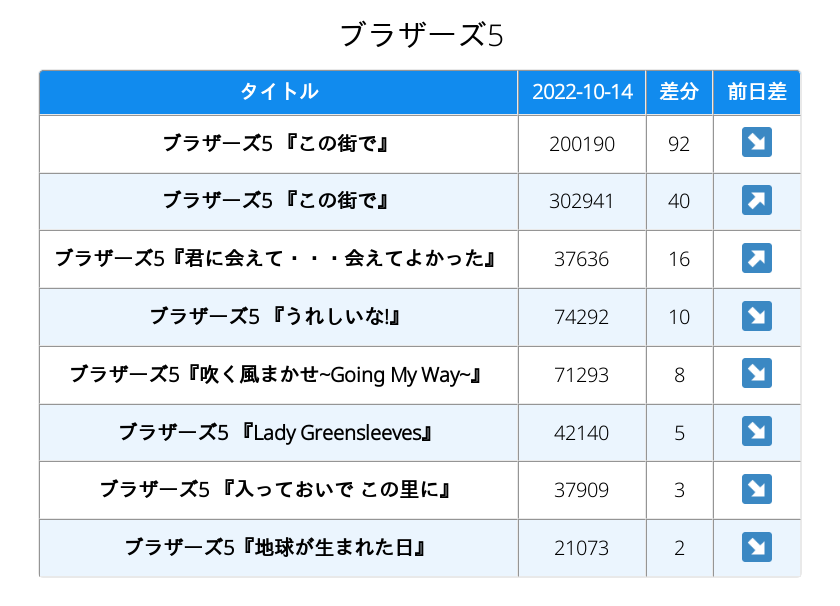 ブラザーズ5
タイトル 2022-10-14 差分 前日差
ブラザーズ5 『この街で』 200190 92 ↘
ブラザーズ5 『この街で』 302941 40 ↗
ブラザーズ5『君に会えて・・・会えてよかった』 37636 16 ↗
ブラザーズ5 『うれしいな!』 74292 10 ↘
ブラザーズ5『吹く風まかせ~Going My Way~』 71293 8 ↘
ブラザーズ5 『Lady Greensleeves』 42140 5 ↘
ブラザーズ5 『入っておいで この里に』 37909 3 ↘
ブラザーズ5『地球が生まれた日』 21073 2 ↘